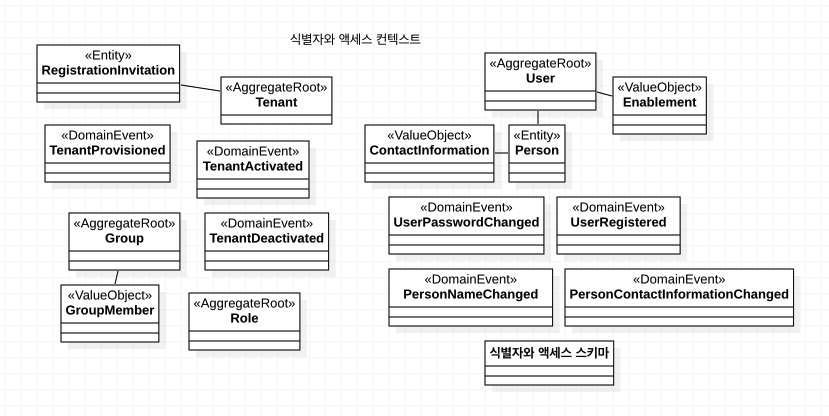 식별자와 액세스 컨텍스트
«Entity»
RegistrationInvitation
«AggregateRoot»
Tenant
«DomainEvent»
TenantProvisioned
«DomainEvent»
TenantActivated
«AggregateRoot»
Group
«DomainEvent»
TenantDeactivated
«ValueObject»
GroupMember
«AggregateRoot»
Role
«AggregateRoot»
User
«ValueObject»
Enablement
«ValueObject»
ContactInformation
«Entity»
Person
«DomainEvent»
UserPasswordChanged
«DomainEvent»
UserRegistered
«DomainEvent»
PersonNameChanged
«DomainEvent»
PersonContactInformationChanged
식별자와 액세스 스키마